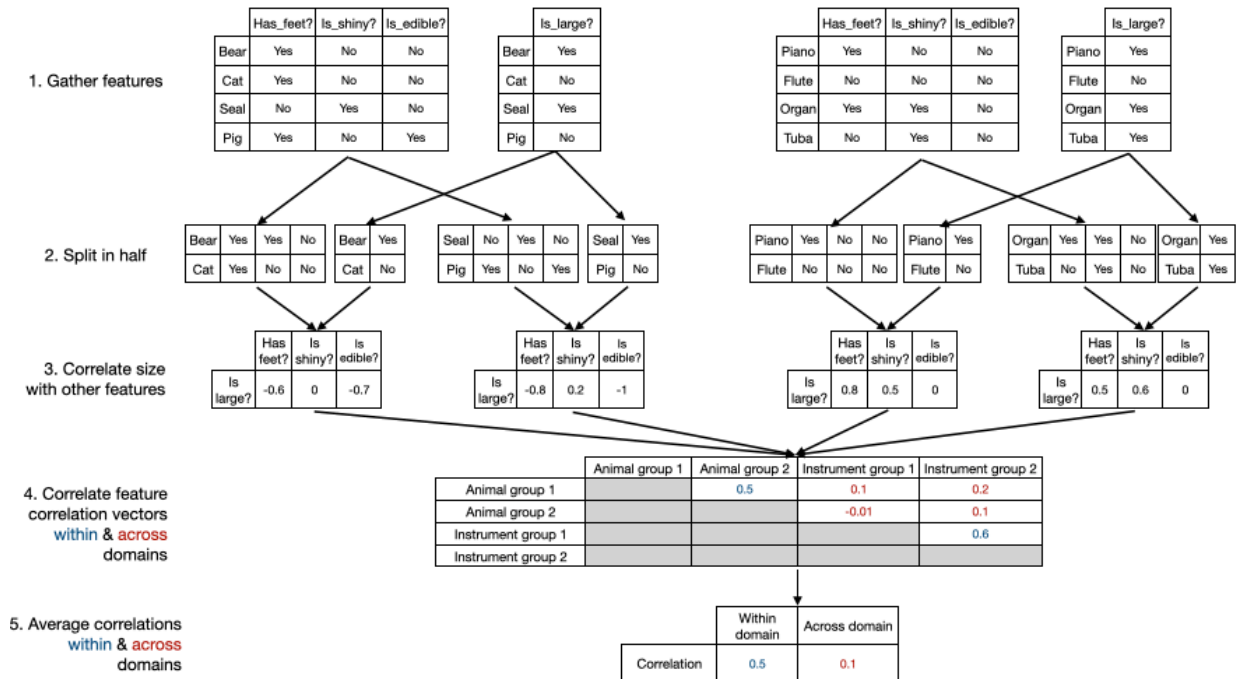 Has_feet? Is_shiny? Is_edible? Is_large? Has_feet? Is_shiny? Is_edible? Is_large?
Bear Yes No No Bear Yes Piano Yes No No Piano Yes
1. Gather features Cat Yes No No Cat No Flute No No No Flute No
Seal No Yes No Seal Yes Organ Yes Yes No Organ Yes
Pig Yes No Yes Pig No Tuba No Yes No Tuba Yes
2. Split in half
Bear Yes Yes No Bear Yes Seal No Yes No Seal Yes Piano Yes No No Piano Yes Organ Yes Yes No Organ Yes
Cat Yes No No Cat No Pig Yes No Yes Pig No Flute No No No Flute No Tuba No Yes No Tuba Yes
3. Correlate size
with other features
Has feet? Is shiny? Is edible? Has feet? Is shiny? Is edible? Has feet? Is shiny? Is edible? Has feet? Is shiny? Is edible?
Is large? -0.6 0 -0.7 Is large? -0.8 0.2 -1 Is large? 0.8 0.5 0 Is large? 0.5 0.6 0
4. Correlate feature
correlation vectors
within & across
domains
Animal group 1 Animal group 2 Instrument group 1 Instrument group 2
Animal group 1 0.5 0.1 0.2
Animal group 2 -0.01 0.1
Instrument group 1 0.6
Instrument group 2
5. Average correlations
within & across
domains
Within domain Across domain
Correlation 0.5 0.1